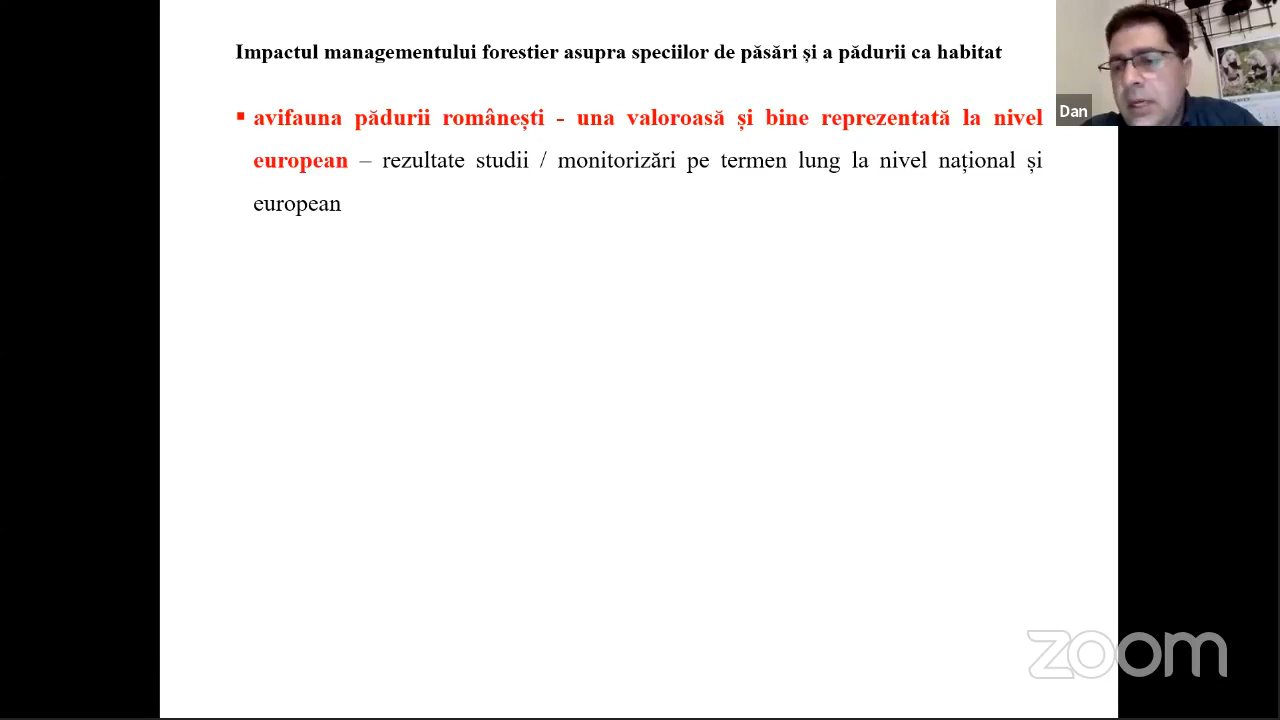 Impactul managementului forestier asupra speciilor de păsări și a pădurii ca habitat
▪ avifauna pădurii românești - una valoroasă și bine reprezentată la nivel
european – rezultate studii / monitorizări pe termen lung la nivel național și
european
Dan
zoom